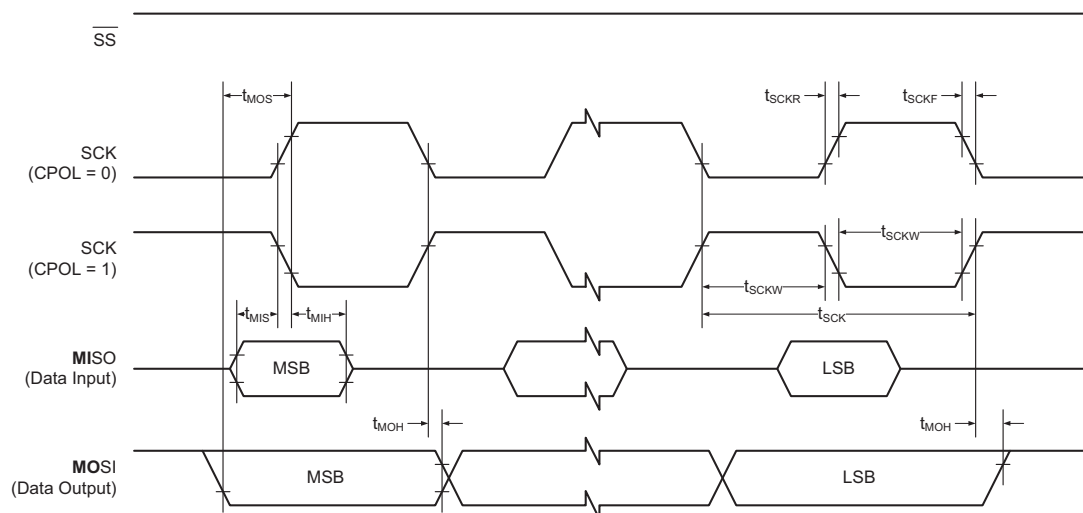 SS
tMOS
tSCKR
tSCKF
SCK
(CPOL = 0)
SCK
(CPOL = 1)
tSCKW
tSCKW
tSCK
tMIS
tMIH
MISO
(Data Input)
MSB
LSB
tMOH
tMOH
MOSI
(Data Output)
MSB
LSB